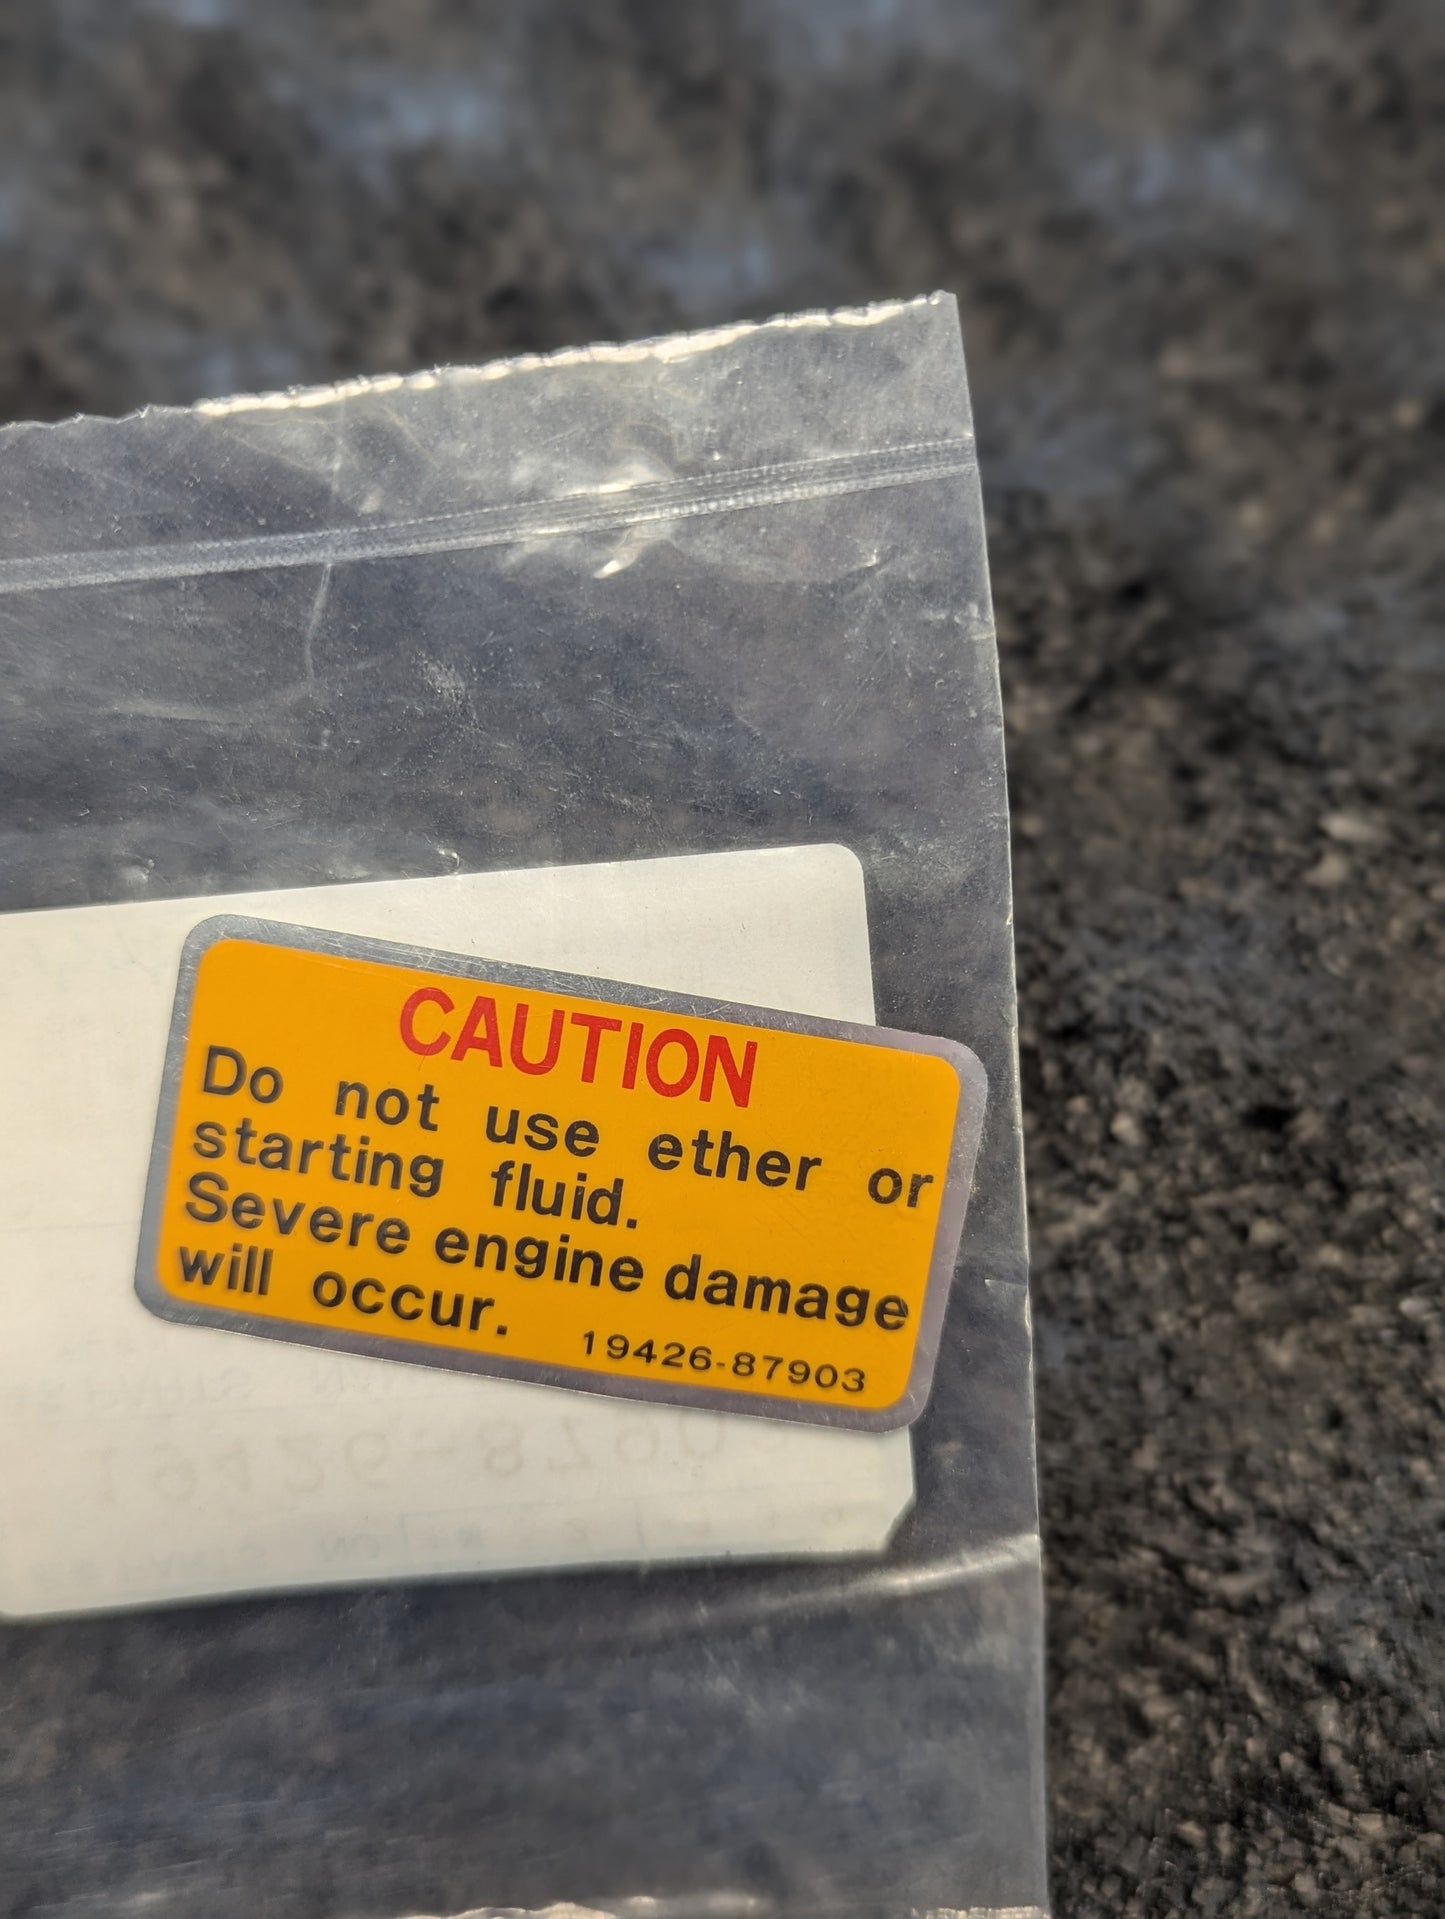 CAUTION
Do not use ether or
starting fluid.
Severe engine damage
will occur.
19426-87903